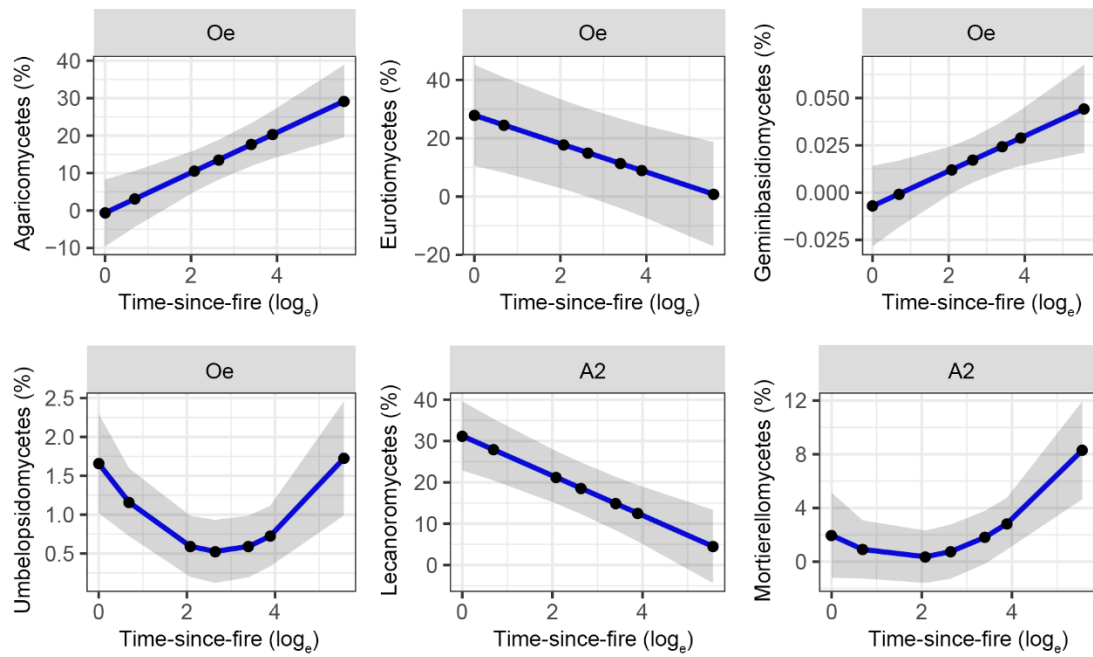 Oe
Oe
Oe
Agaricomycetes (%)
40
30
20
10
0
−10
0 2 4
Time-since-fire (logₑ)
Eurotiomycetes (%)
40
20
0
−20
0 2 4
Time-since-fire (logₑ)
Geminibasidiomycetes (%)
0.050
0.025
0.000
−0.025
0 2 4
Time-since-fire (logₑ)
Oe
A2
A2
Umbelopsidomycetes (%)
2.5
2.0
1.5
1.0
0.5
0 2 4
Time-since-fire (logₑ)
Lecanoromycetes (%)
40
30
20
10
0
0 2 4
Time-since-fire (logₑ)
Mortierellomycetes (%)
12
8
4
0
0 2 4
Time-since-fire (logₑ)